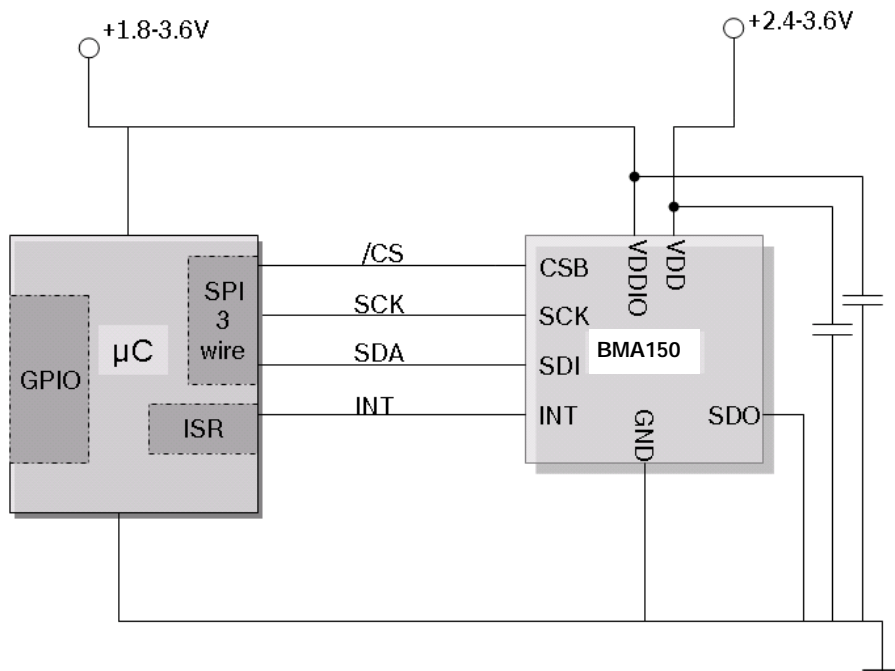 +1.8-3.6V
+2.4-3.6V
/CS
SCK
SDA
INT
SPI
3
wire
µC
GPIO
ISR
VDDIO
VDD
CSB
SCK
SDI
INT
BMA150
GND
SDO